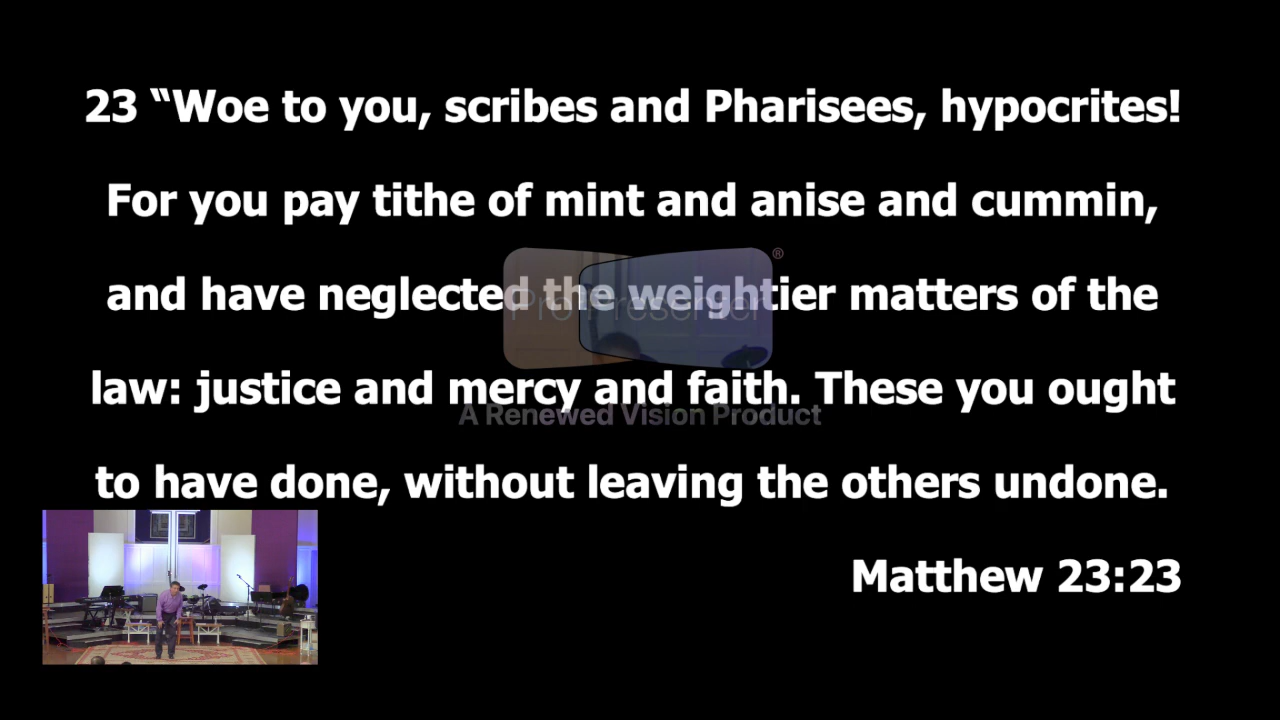 23 “Woe to you, scribes and Pharisees, hypocrites!
For you pay tithe of mint and anise and cummin,
and have neglected the weightier matters of the
ProPresenter®
law: justice and mercy and faith. These you ought
A Renewed Vision Product
to have done, without leaving the others undone.
Matthew 23:23